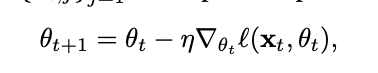 θ_{t+1} = θ_t − η∇_{θ_t} ℓ(𝐱_t, θ_t),